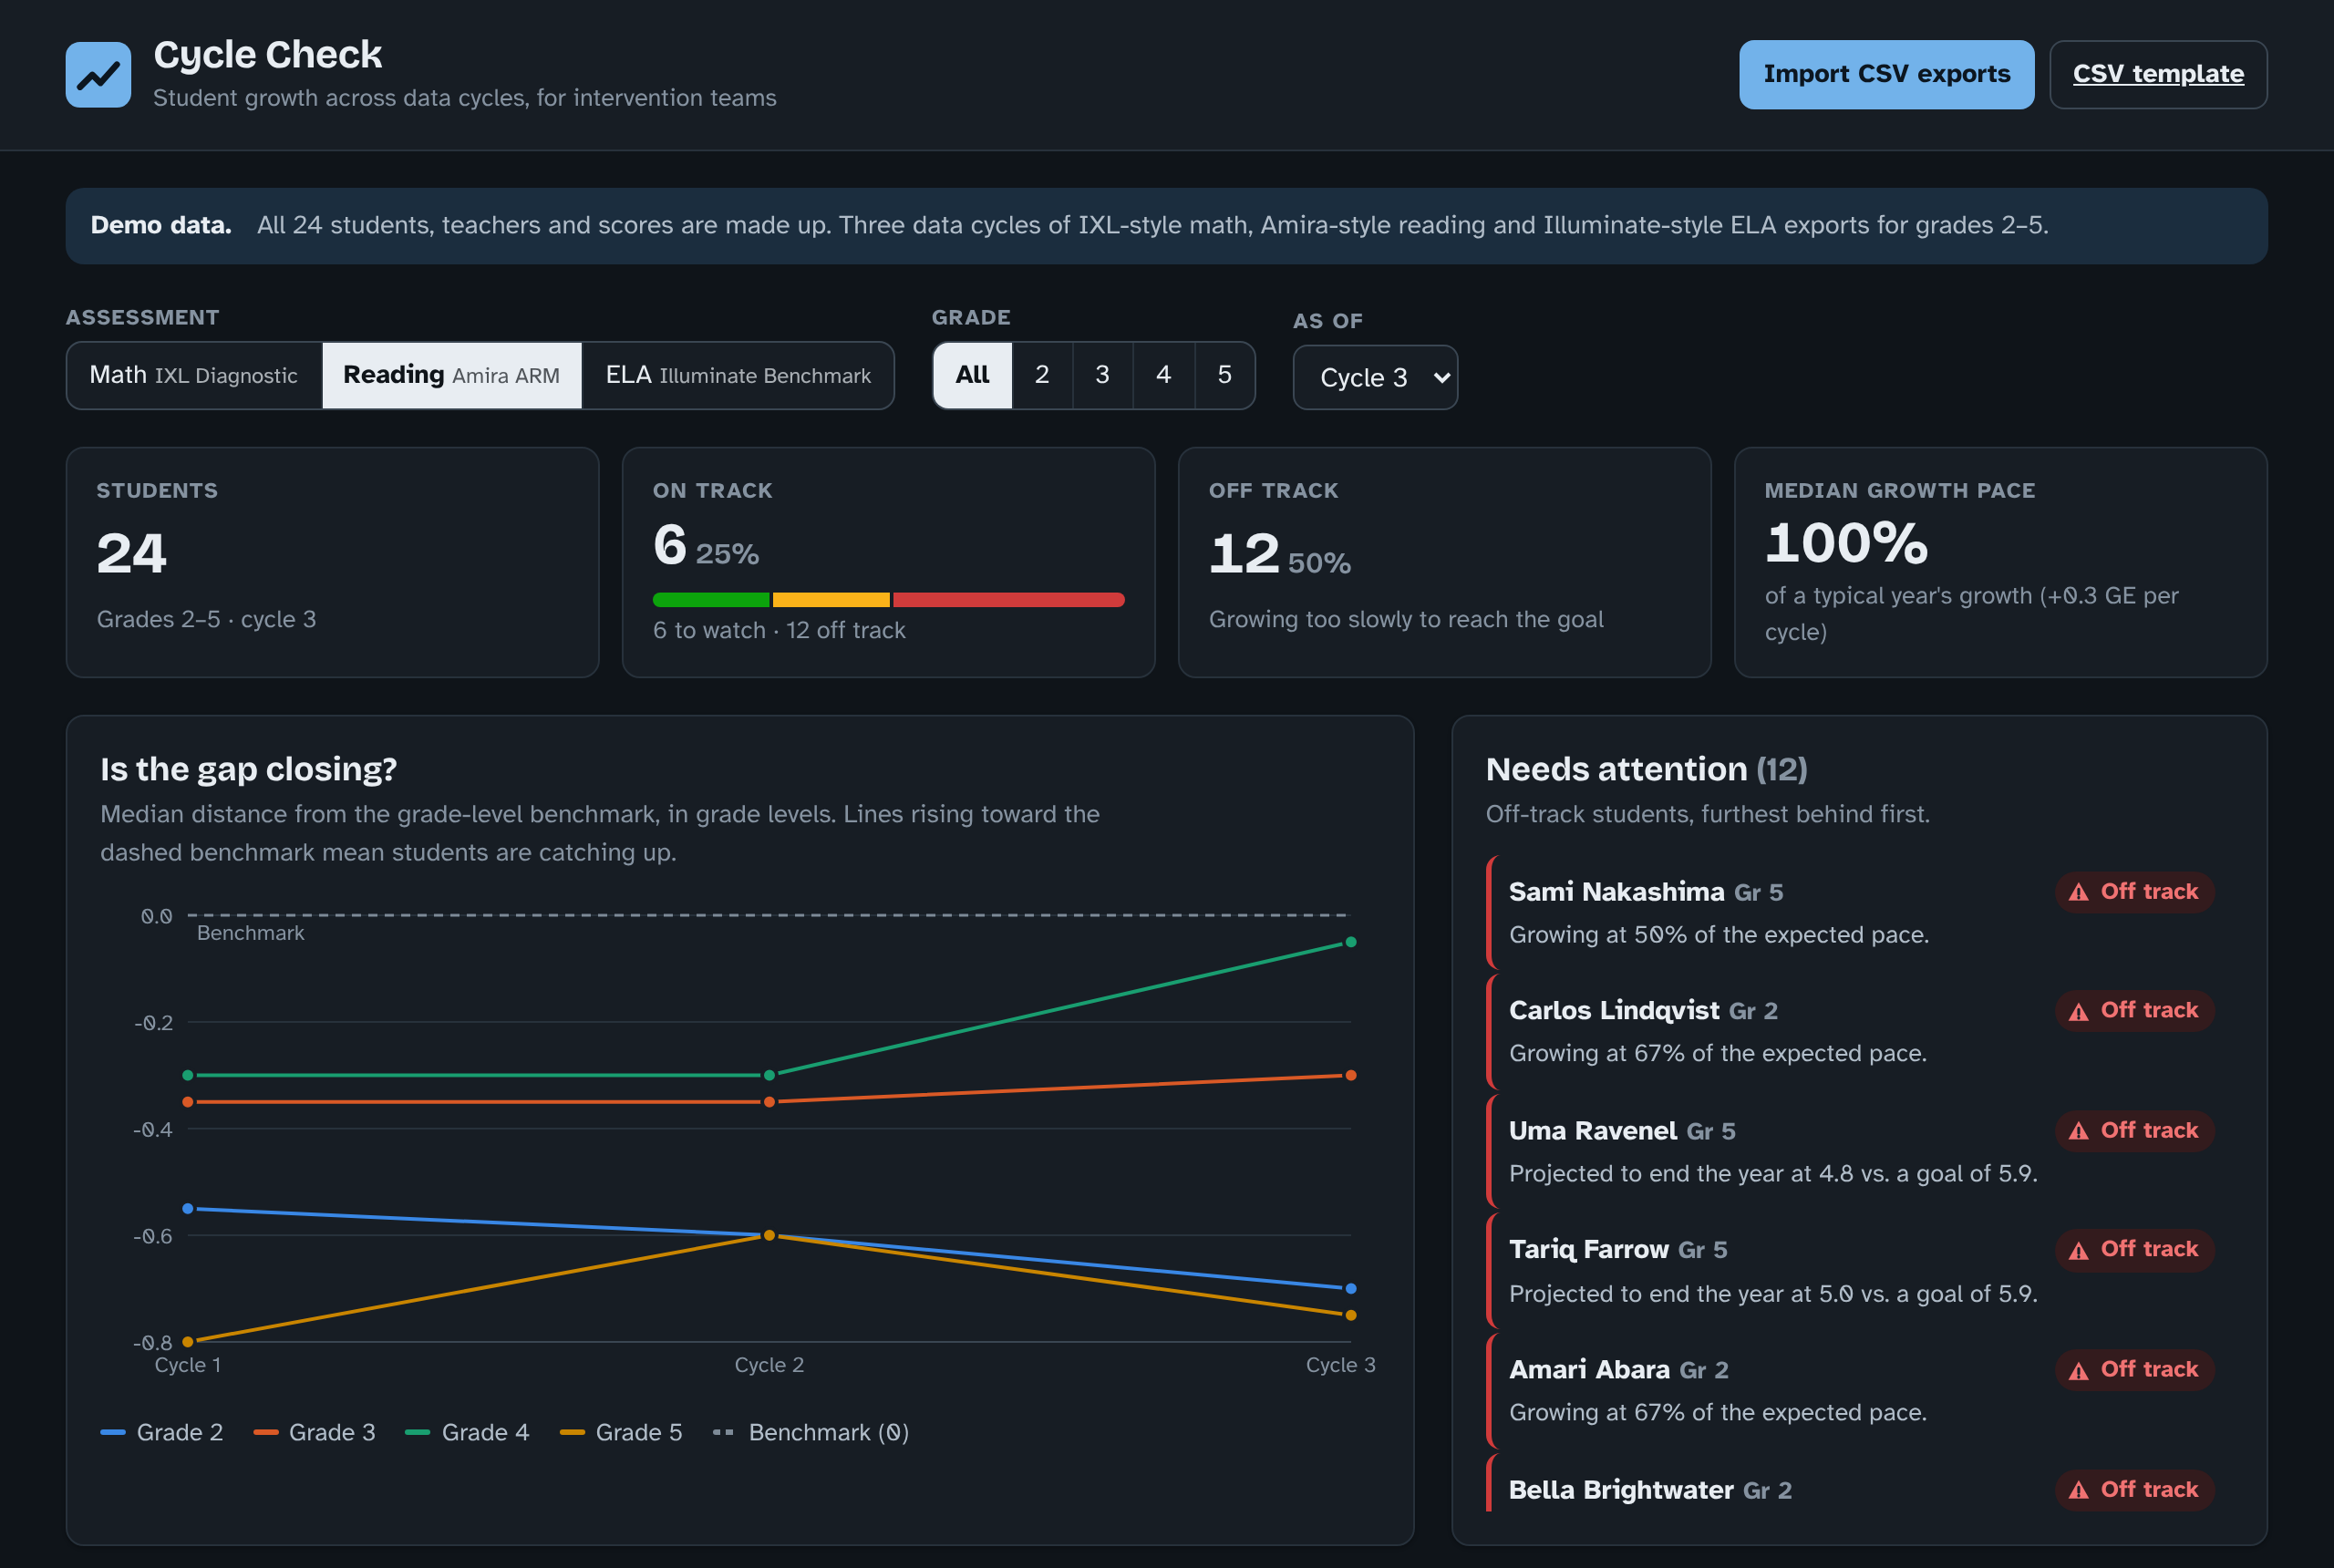 Cycle Check
Student growth across data cycles, for intervention teams
Import CSV exports
CSV template
Demo data. All 24 students, teachers and scores are made up. Three data cycles of IXL-style math, Amira-style reading and Illuminate-style ELA exports for grades 2–5.
ASSESSMENT
Math IXL Diagnostic
Reading Amira ARM
ELA Illuminate Benchmark
GRADE
All
2
3
4
5
AS OF
Cycle 3
STUDENTS
24
Grades 2–5 · cycle 3
ON TRACK
6 25%
6 to watch · 12 off track
OFF TRACK
12 50%
Growing too slowly to reach the goal
MEDIAN GROWTH PACE
100%
of a typical year's growth (+0.3 GE per
cycle)
Is the gap closing?
Median distance from the grade-level benchmark, in grade levels. Lines rising toward the
dashed benchmark mean students are catching up.
0.0
Benchmark
-0.2
-0.4
-0.6
-0.8
Cycle 1
Cycle 2
Cycle 3
Grade 2
Grade 3
Grade 4
Grade 5
Benchmark (0)
Needs attention (12)
Off-track students, furthest behind first.
Sami Nakashima Gr 5
Off track
Growing at 50% of the expected pace.
Carlos Lindqvist Gr 2
Off track
Growing at 67% of the expected pace.
Uma Ravenel Gr 5
Off track
Projected to end the year at 4.8 vs. a goal of 5.9.
Tariq Farrow Gr 5
Off track
Projected to end the year at 5.0 vs. a goal of 5.9.
Amari Abara Gr 2
Off track
Growing at 67% of the expected pace.
Bella Brightwater Gr 2
Off track